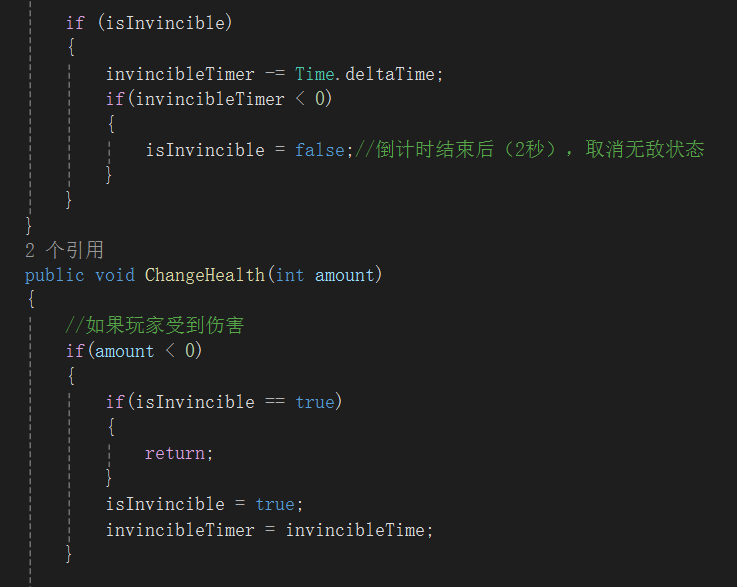 if (isInvincible)
{
invincibleTimer -= Time.deltaTime;
if(invincibleTimer < 0)
{
isInvincible = false;//倒计时结束后（2秒），取消无敌状态
}
}
}
2 个引用
public void ChangeHealth(int amount)
{
//如果玩家受到伤害
if(amount < 0)
{
if(isInvincible == true)
{
return;
}
isInvincible = true;
invincibleTimer = invincibleTime;
}